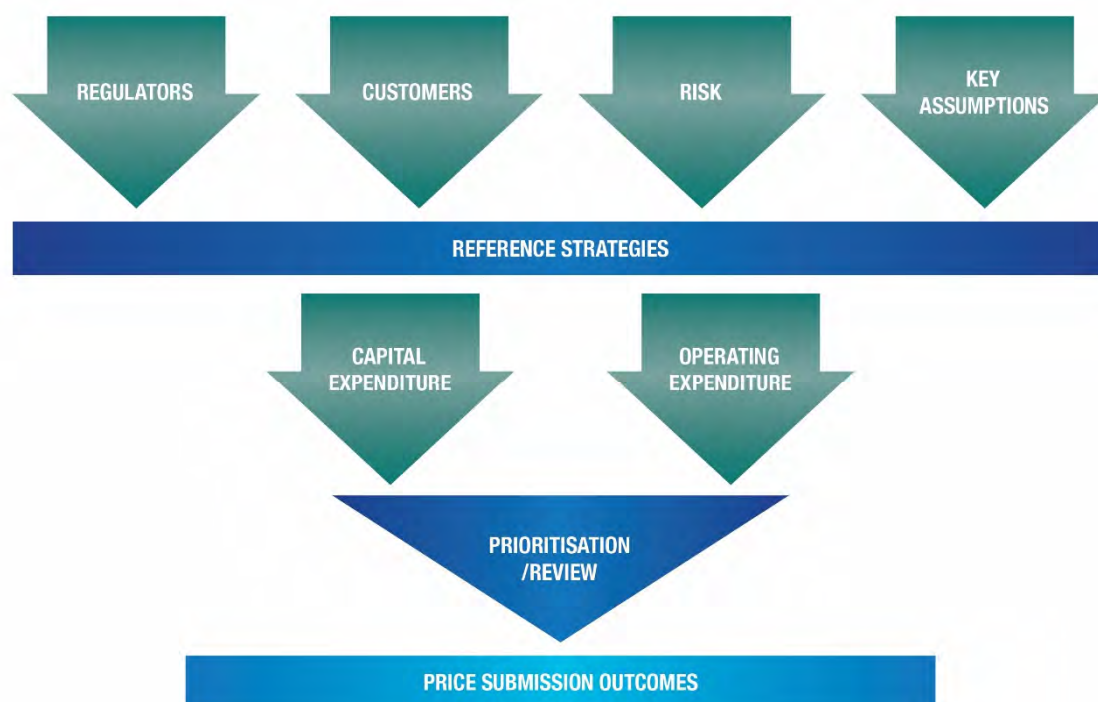 REGULATORS
CUSTOMERS
RISK
KEY
ASSUMPTIONS
REFERENCE STRATEGIES
CAPITAL
EXPENDITURE
OPERATING
EXPENDITURE
PRIORITISATION
/REVIEW
PRICE SUBMISSION OUTCOMES